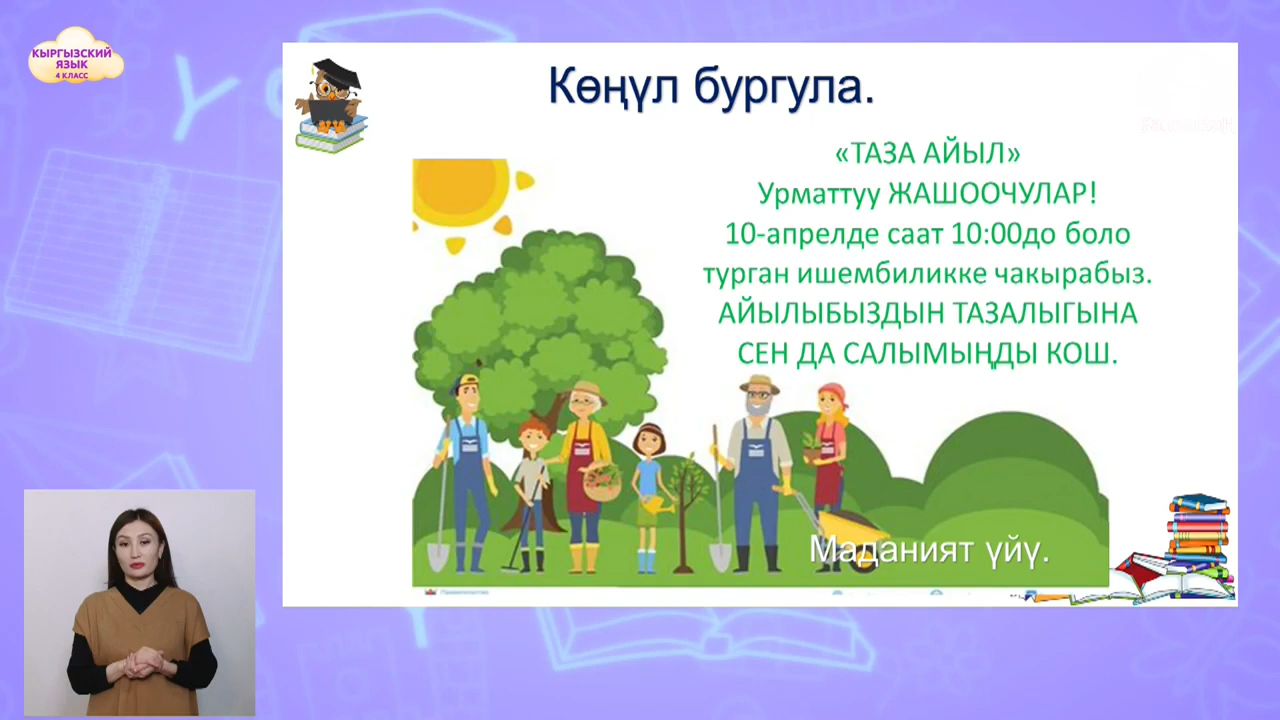 КЫРГЫЗСКИЙ
ЯЗЫК
4 КЛАСС
Көңүл бургула.
«ТАЗА АЙЫЛ»
Урматтуу ЖАШООЧУЛАР!
10-апрелде саат 10:00до боло
турган ишембиликке чакырабыз.
АЙЫЛЫБЫЗДЫН ТАЗАЛЫГЫНА
СЕН ДА САЛЫМЫҢДЫ КОШ.
Маданият үйү.